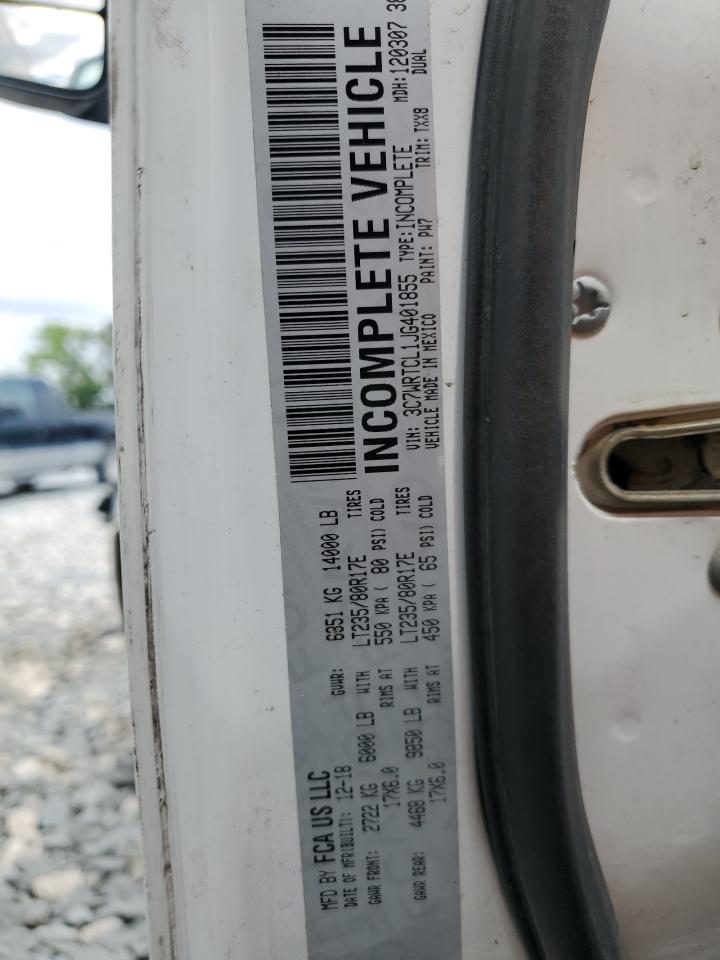 MFD BY FCA US LLC
DATE OF MFR(BUILT): 12-18 GVWR: 6351 KG 14000 LB
GAWR FRONT: 2722 KG 6000 LB WITH LT235/80R17E TIRES
17X6.0 RIMS AT 550 KPA ( 80 PSI) COLD
GAWR REAR: 4468 KG 9850 LB WITH LT235/80R17E TIRES
17X6.0 RIMS AT 450 KPA ( 65 PSI) COLD
INCOMPLETE VEHICLE
VIN: 3C7WRTCL1JG401855 TYPE:INCOMPLETE MDH:120307
VEHICLE MADE IN MEXICO PAINT: PW7 TRIM: TXX8 DUAL